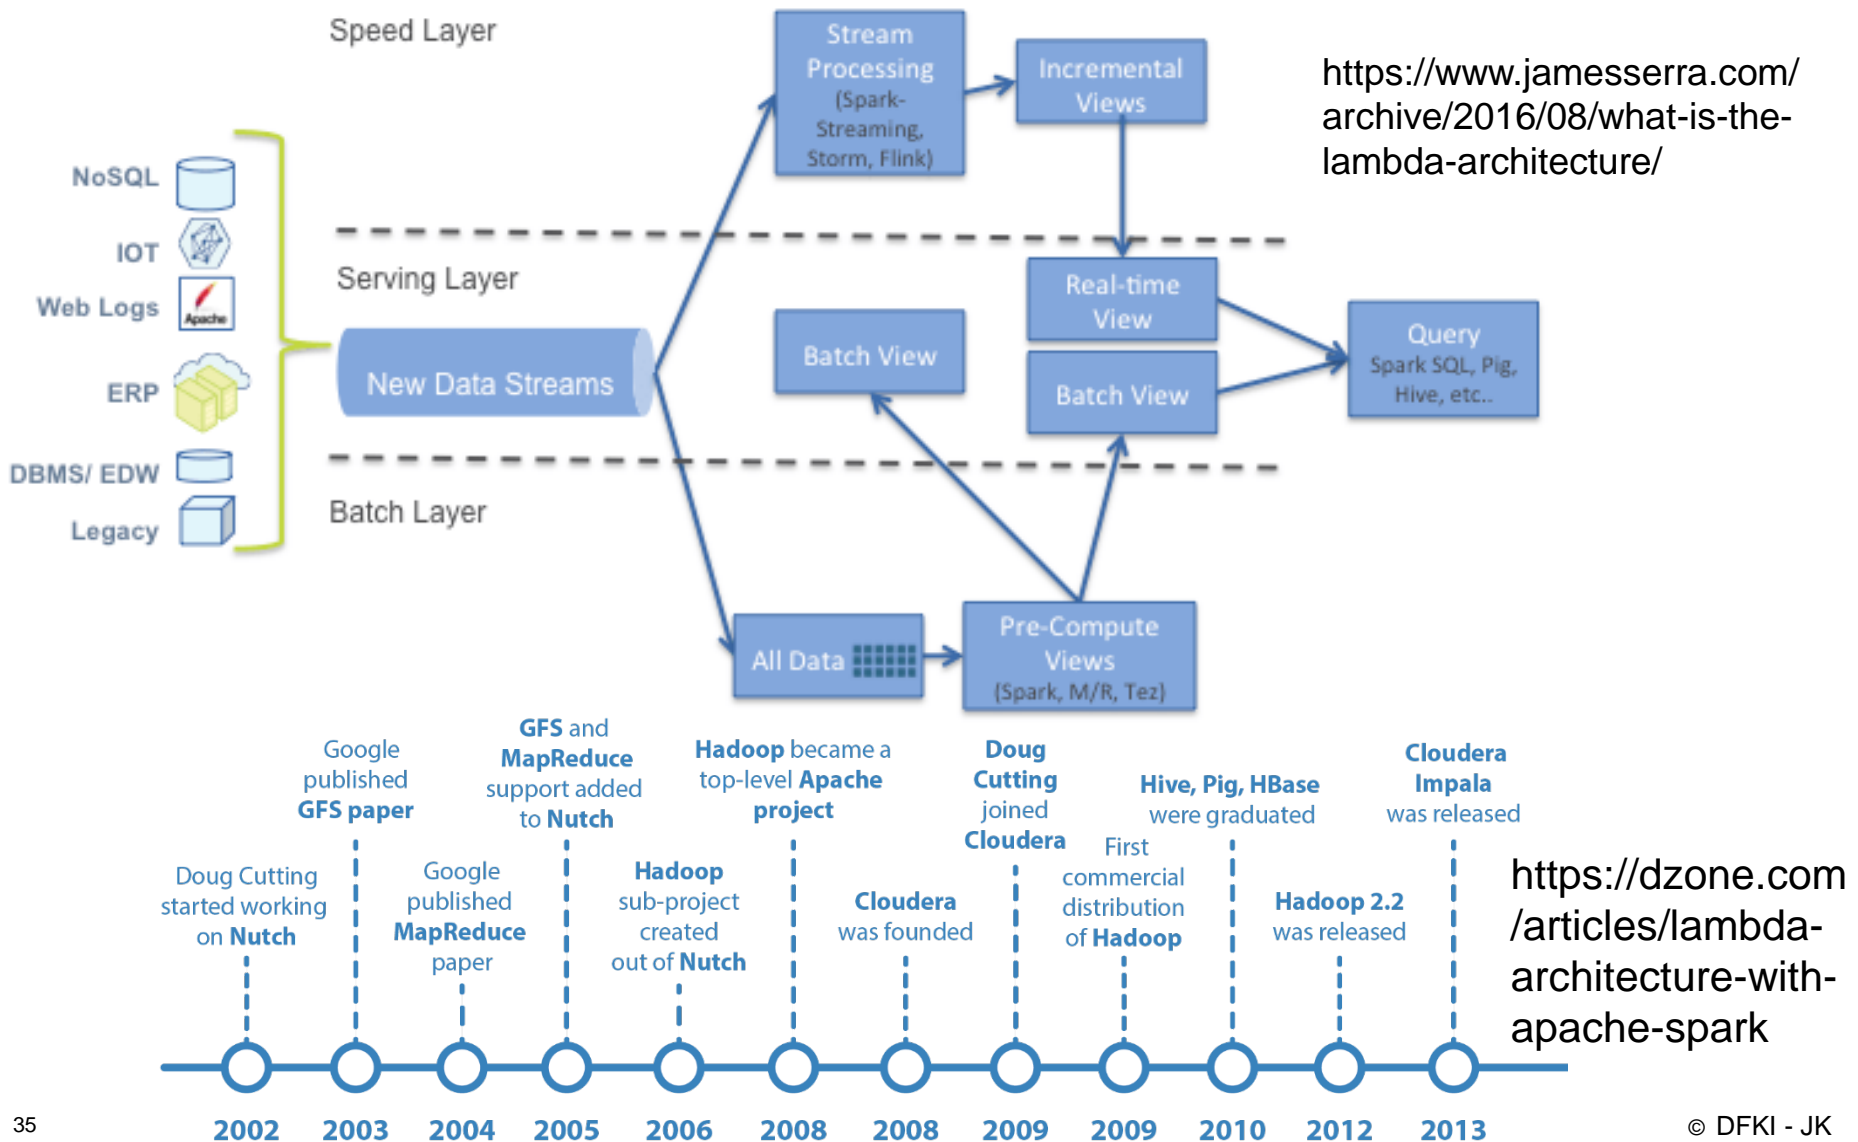 Speed Layer
Stream
Processing
(Spark-
Streaming,
Storm, Flink)
Incremental
Views
https://www.jamesserra.com/
archive/2016/08/what-is-the-
lambda-architecture/
NoSQL
IOT
Web Logs
Apache
ERP
DBMS/ EDW
Legacy
Serving Layer
New Data Streams
Batch View
Real-time
View
Batch View
Query
Spark SQL, Pig,
Hive, etc..
Batch Layer
All Data
Pre-Compute
Views
(Spark, M/R, Tez)
Doug Cutting
started working
on Nutch
Google
published
GFS paper
Google
published
MapReduce
paper
GFS and
MapReduce
support added
to Nutch
Hadoop
sub-project
created
out of Nutch
Hadoop became a
top-level Apache
project
Cloudera
was founded
Doug
Cutting
joined
Cloudera
First
commercial
distribution
of Hadoop
Hive, Pig, HBase
were graduated
Hadoop 2.2
was released
Cloudera
Impala
was released
https://dzone.com
/articles/lambda-
architecture-with-
apache-spark
2002 2003 2004 2005 2006 2008 2008 2009 2009 2010 2012 2013
35
© DFKI - JK